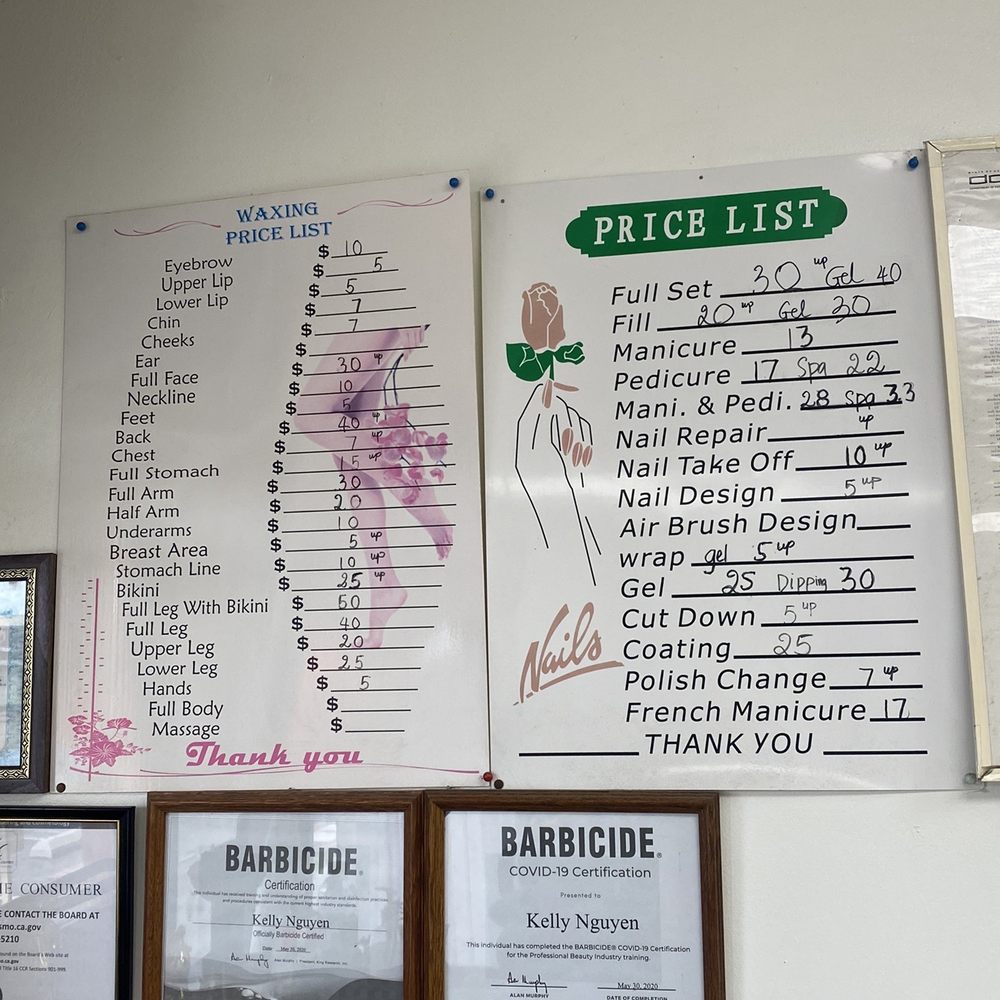 WAXING
PRICE LIST
Eyebrow $ 10
Upper Lip $ 5
Lower Lip $ 5
Chin $ 7
Cheeks $ 7
Ear $
Full Face $ 30 up
Neckline $ 10
Feet $ 5
Back $ 40 up
Chest $ 7 up
Full Stomach $ 15 up
Full Arm $ 30
Half Arm $ 20
Underarms $ 10
Breast Area $ 5 up
Stomach Line $ 10 up
Bikini $ 25 up
Full Leg With Bikini $ 50
Full Leg $ 40
Upper Leg $ 20
Lower Leg $ 25
Hands $ 5
Full Body $
Massage $
Thank you
PRICE LIST
Full Set 30 up Gel 40
Fill 20 up Gel 30
Manicure 13
Pedicure 17 Spa 22
Mani. & Pedi. 28 Spa 33
Nail Repair up
Nail Take Off 10 up
Nail Design 5 up
Air Brush Design
wrap gel 5 up
Gel 25 Dipping 30
Cut Down 5 up
Coating 25
Polish Change 7 up
French Manicure 17
THANK YOU
Nails
CONSUMER
CONTACT THE BOARD AT
smo.ca.gov
5210
BARBICIDE®
Certification
Kelly Nguyen
Officially Barbicide Certified
Date: May 30, 2020
BARBICIDE®
COVID-19 Certification
Presented to
Kelly Nguyen
This individual has completed the BARBICIDE® COVID-19 Certification
for the Professional Beauty Industry training.
May 30, 2020
ALAN MURPHY DATE OF COMPLETION